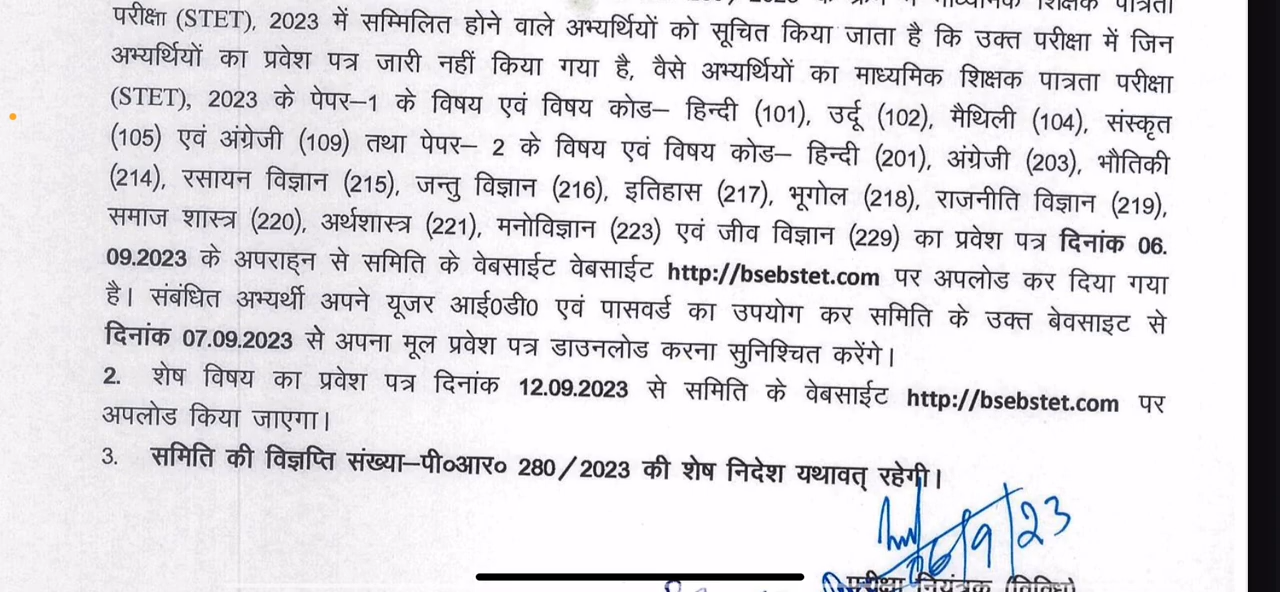 परीक्षा (STET), 2023 में सम्मिलित होने वाले अभ्यर्थियों को सूचित किया जाता है कि उक्त परीक्षा में जिन
अभ्यर्थियों का प्रवेश पत्र जारी नहीं किया गया है, वैसे अभ्यर्थियों का माध्यमिक शिक्षक पात्रता परीक्षा
(STET), 2023 के पेपर–1 के विषय एवं विषय कोड– हिन्दी (101), उर्दू (102), मैथिली (104), संस्कृत
(105) एवं अंग्रेजी (109) तथा पेपर– 2 के विषय एवं विषय कोड– हिन्दी (201), अंग्रेजी (203), भौतिकी
(214), रसायन विज्ञान (215), जन्तु विज्ञान (216), इतिहास (217), भूगोल (218), राजनीति विज्ञान (219),
समाज शास्त्र (220), अर्थशास्त्र (221), मनोविज्ञान (223) एवं जीव विज्ञान (229) का प्रवेश पत्र दिनांक 06.
09.2023 के अपराह्न से समिति के वेबसाईट वेबसाईट http://bsebstet.com पर अपलोड कर दिया गया
है। संबंधित अभ्यर्थी अपने यूजर आई0डी0 एवं पासवर्ड का उपयोग कर समिति के उक्त बेवसाइट से
दिनांक 07.09.2023 से अपना मूल प्रवेश पत्र डाउनलोड करना सुनिश्चित करेंगे।
2. शेष विषय का प्रवेश पत्र दिनांक 12.09.2023 से समिति के वेबसाईट http://bsebstet.com पर
अपलोड किया जाएगा।
3. समिति की विज्ञप्ति संख्या–पी०आर० 280/2023 की शेष निदेश यथावत् रहेगी।
06/9/23
परीक्षा नियंत्रक (विविध)